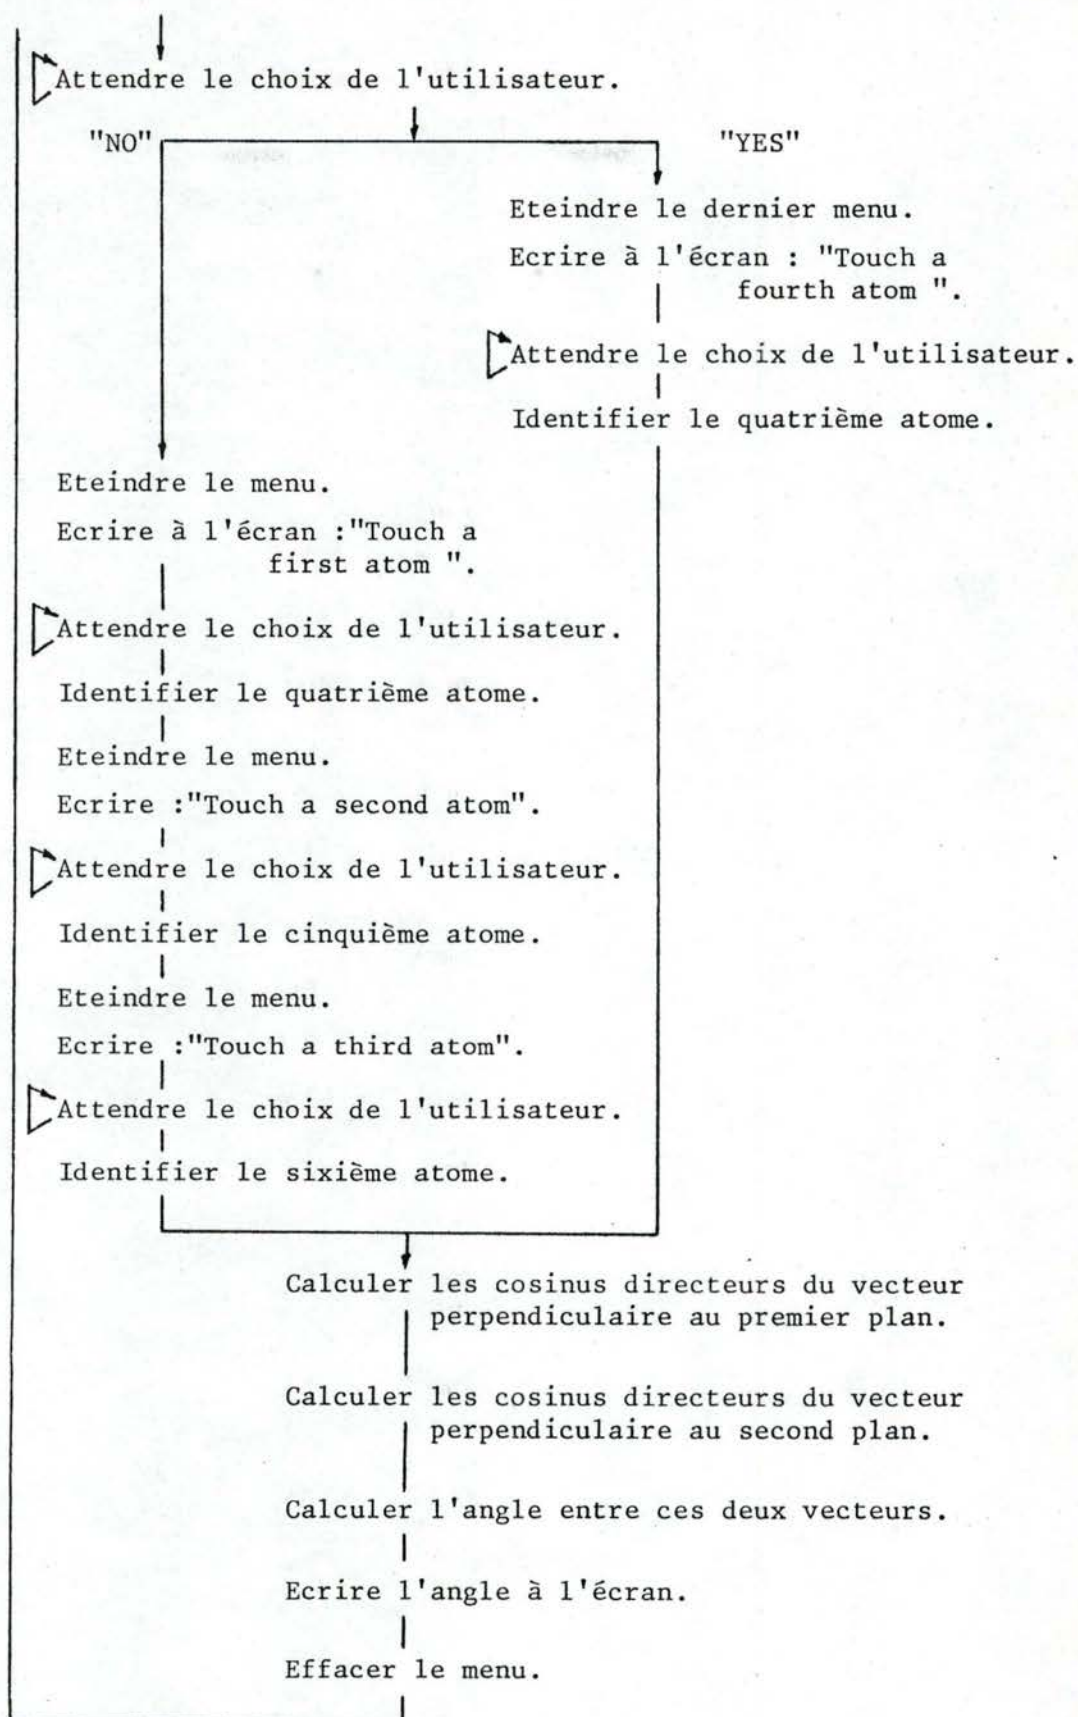 Attendre le choix de l'utilisateur.
"NO"
"YES"
Eteindre le dernier menu.
Ecrire à l'écran : "Touch a
fourth atom ".
Attendre le choix de l'utilisateur.
Identifier le quatrième atome.
Eteindre le menu.
Ecrire à l'écran :"Touch a
first atom ".
Attendre le choix de l'utilisateur.
Identifier le quatrième atome.
Eteindre le menu.
Ecrire :"Touch a second atom".
Attendre le choix de l'utilisateur.
Identifier le cinquième atome.
Eteindre le menu.
Ecrire :"Touch a third atom".
Attendre le choix de l'utilisateur.
Identifier le sixième atome.
Calculer les cosinus directeurs du vecteur
perpendiculaire au premier plan.
Calculer les cosinus directeurs du vecteur
perpendiculaire au second plan.
Calculer l'angle entre ces deux vecteurs.
Ecrire l'angle à l'écran.
Effacer le menu.